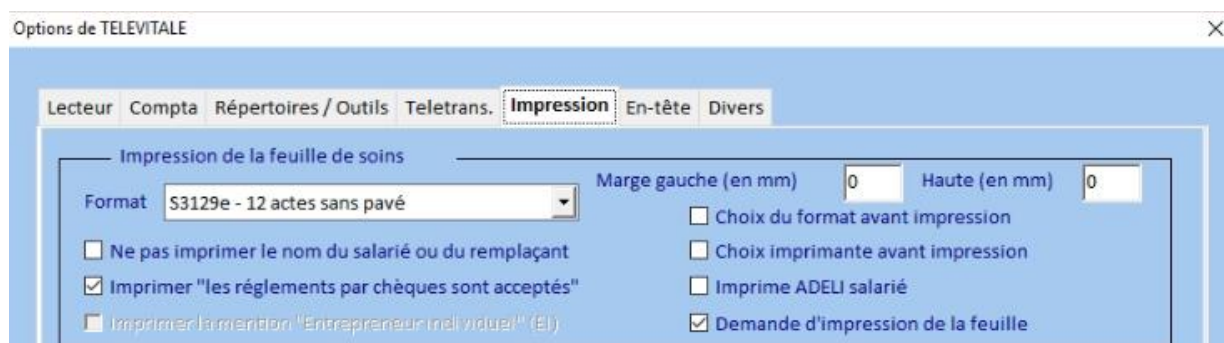 Options de TELEVITALE
Lecteur Compta Répertoires / Outils Teletrans. Impression En-tête Divers
Impression de la feuille de soins
Marge gauche (en mm) 0 Haute (en mm) 0
Format S3129e - 12 actes sans pavé
Choix du format avant impression
Ne pas imprimer le nom du salarié ou du remplaçant
Choix imprimante avant impression
Imprimer "les réglements par chèques sont acceptés"
Imprime ADELI salarié
Imprimer la mention "Entrepreneur individuel" (EI)
Demande d'impression de la feuille